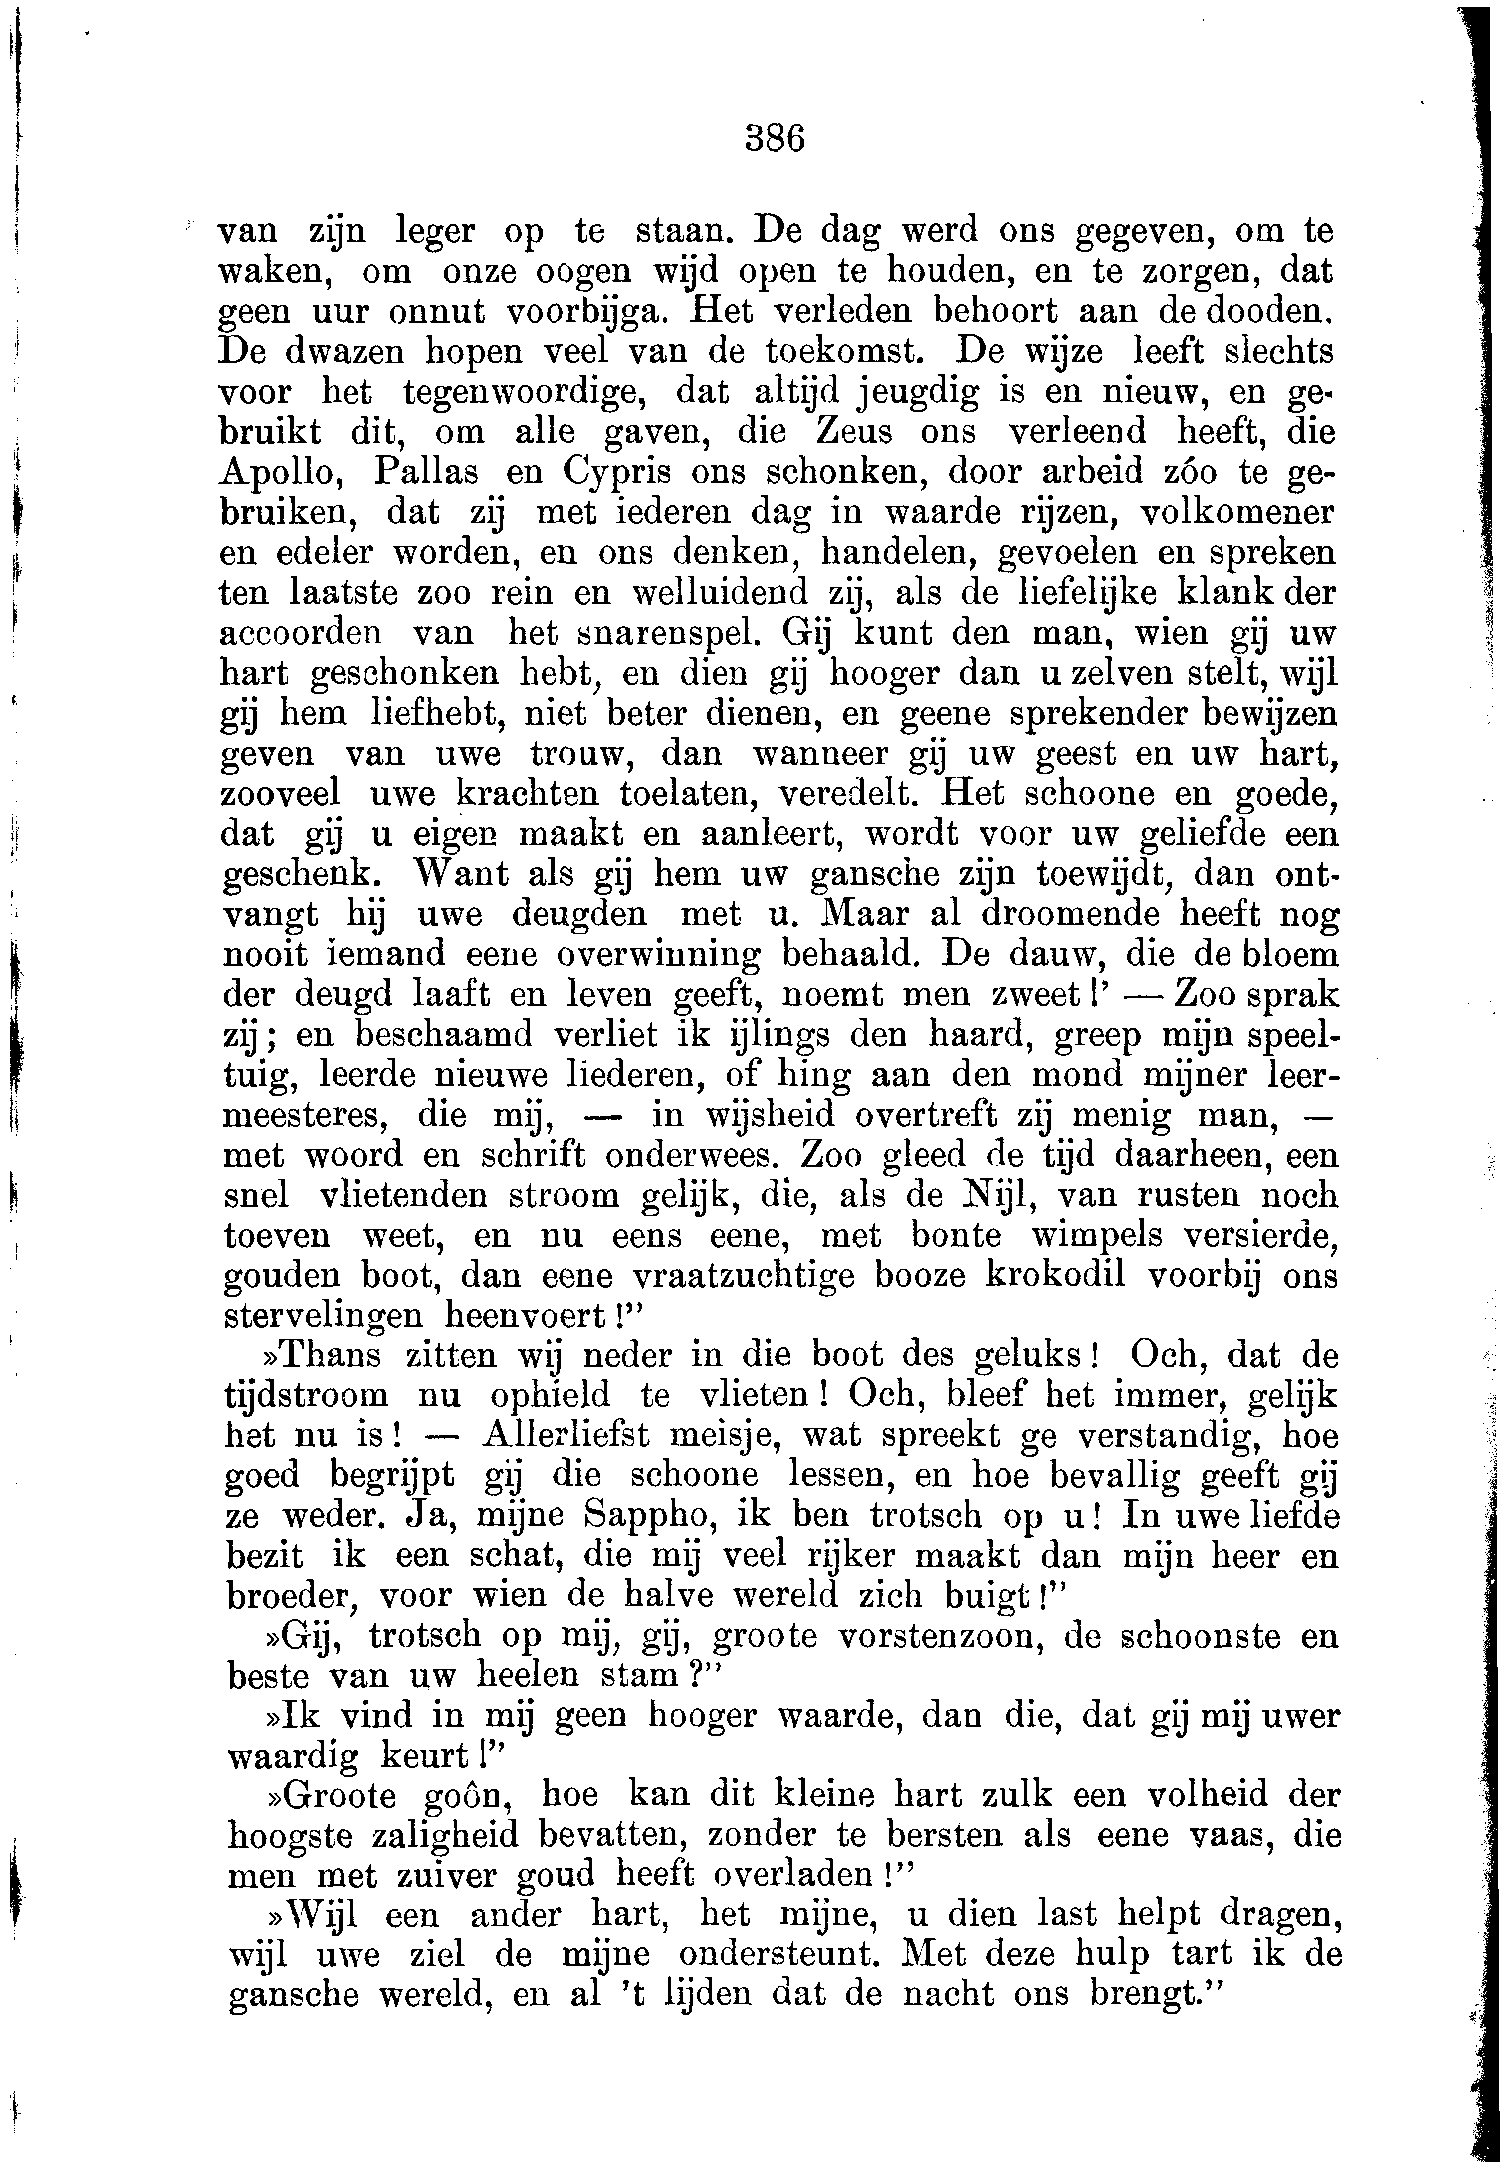 386
van zijn leger op te staan. De dag werd ons gegeven, om te
waken, om onze oogen wijd open te houden, en te zorgen, dat
geen uur onnut voorbijga. Het verleden behoort aan de dooden.
De dwazen hopen veel van de toekomst. De wijze leeft slechts
voor het tegenwoordige, dat altijd jeugdig is en nieuw, en ge-
bruikt dit, om alle gaven, die Zeus ons verleend heeft, die
Apollo, Pallas en Cypris ons schonken, door arbeid zóo te ge-
bruiken, dat zij met iederen dag in waarde rijzen, volkomener
en edeler worden, en ons denken, handelen, gevoelen en spreken
ten laatste zoo rein en welluidend zij, als de liefelijke klank der
accoorden van het snarenspel. Gij kunt den man, wien gij uw
hart geschonken hebt, en dien gij hooger dan u zelven stelt, wijl
gij hem liefhebt, niet beter dienen, en geene sprekender bewijzen
geven van uwe trouw, dan wanneer gij uw geest en uw hart,
zooveel uwe krachten toelaten, veredelt. Het schoone en goede,
dat gij u eigen maakt en aanleert, wordt voor uw geliefde een
geschenk. Want als gij hem uw gansche zijn toewijdt, dan ont-
vangt hij uwe deugden met u. Maar al droomende heeft nog
nooit iemand eene overwinning behaald. De dauw, die de bloem
der deugd laaft en leven geeft, noemt men zweet!’ — Zoo sprak
zij; en beschaamd verliet ik ijlings den haard, greep mijn speel-
tuig, leerde nieuwe liederen, of hing aan den mond mijner leer-
meesteres, die mij, — in wijsheid overtreft zij menig man, —
met woord en schrift onderwees. Zoo gleed de tijd daarheen, een
snel vlietenden stroom gelijk, die, als de Nijl, van rusten noch
toeven weet, en nu eens eene, met bonte wimpels versierde,
gouden boot, dan eene vraatzuchtige booze krokodil voorbij ons
stervelingen heenvoert!”
»Thans zitten wij neder in die boot des geluks! Och, dat de
tijdstroom nu ophield te vlieten! Och, bleef het immer, gelijk
het nu is! — Allerliefst meisje, wat spreekt ge verstandig, hoe
goed begrijpt gij die schoone lessen, en hoe bevallig geeft gij
ze weder. Ja, mijne Sappho, ik ben trotsch op u! In uwe liefde
bezit ik een schat, die mij veel rijker maakt dan mijn heer en
broeder, voor wien de halve wereld zich buigt!”
»Gij, trotsch op mij, gij, groote vorstenzoon, de schoonste en
beste van uw heelen stam?”
»Ik vind in mij geen hooger waarde, dan die, dat gij mij uwer
waardig keurt!”
»Groote goôn, hoe kan dit kleine hart zulk een volheid der
hoogste zaligheid bevatten, zonder te bersten als eene vaas, die
men met zuiver goud heeft overladen!”
»Wijl een ander hart, het mijne, u dien last helpt dragen,
wijl uwe ziel de mijne ondersteunt. Met deze hulp tart ik de
gansche wereld, en al ’t lijden dat de nacht ons brengt.”